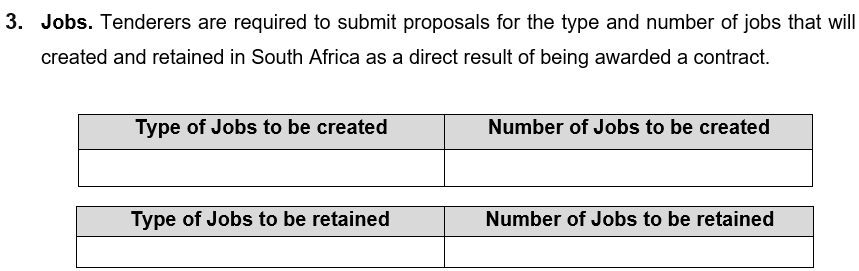 3. Jobs. Tenderers are required to submit proposals for the type and number of jobs that will
created and retained in South Africa as a direct result of being awarded a contract.
Type of Jobs to be created Number of Jobs to be created
Type of Jobs to be retained Number of Jobs to be retained